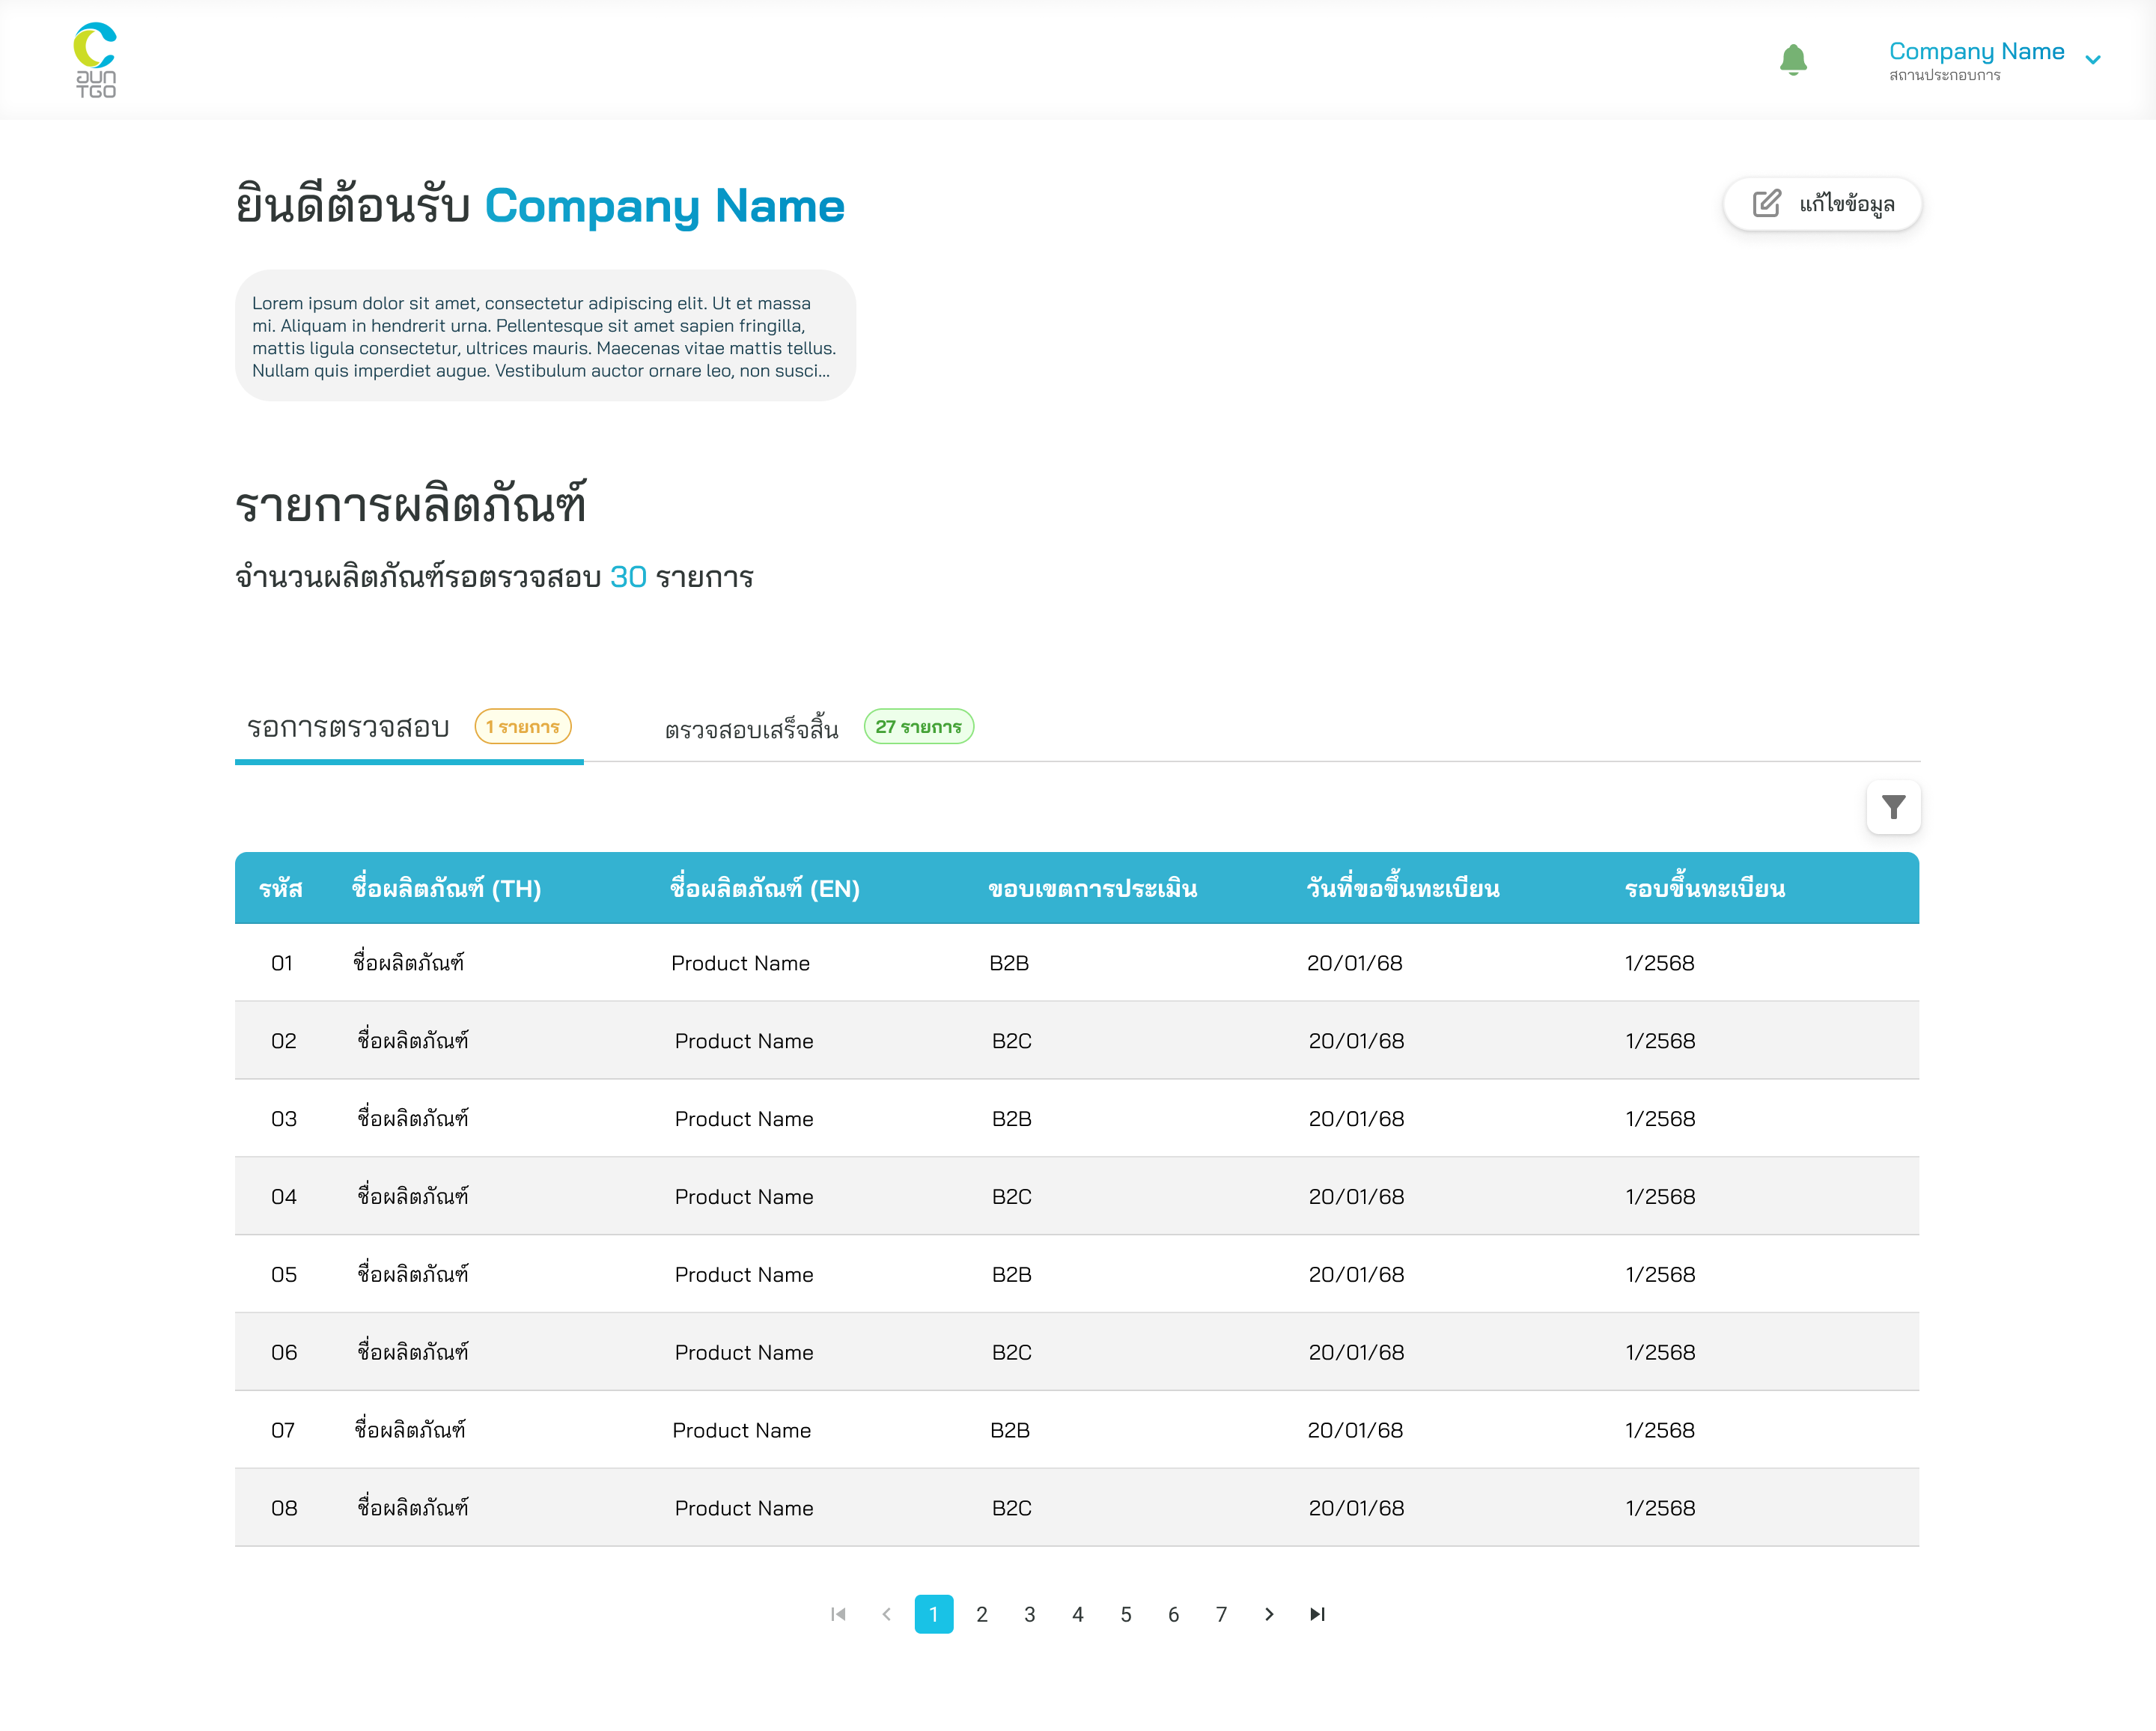 อบก
TGO
Company Name
สถานประกอบการ
ยินดีต้อนรับ Company Name
แก้ไขข้อมูล
Lorem ipsum dolor sit amet, consectetur adipiscing elit. Ut et massa
mi. Aliquam in hendrerit urna. Pellentesque sit amet sapien fringilla,
mattis ligula consectetur, ultrices mauris. Maecenas vitae mattis tellus.
Nullam quis imperdiet augue. Vestibulum auctor ornare leo, non susci...
รายการผลิตภัณฑ์
จำนวนผลิตภัณฑ์รอตรวจสอบ 30 รายการ
รอการตรวจสอบ 1 รายการ ตรวจสอบเสร็จสิ้น 27 รายการ
รหัส ชื่อผลิตภัณฑ์ (TH) ชื่อผลิตภัณฑ์ (EN) ขอบเขตการประเมิน วันที่ขอขึ้นทะเบียน รอบขึ้นทะเบียน
01 ชื่อผลิตภัณฑ์ Product Name B2B 20/01/68 1/2568
02 ชื่อผลิตภัณฑ์ Product Name B2C 20/01/68 1/2568
03 ชื่อผลิตภัณฑ์ Product Name B2B 20/01/68 1/2568
04 ชื่อผลิตภัณฑ์ Product Name B2C 20/01/68 1/2568
05 ชื่อผลิตภัณฑ์ Product Name B2B 20/01/68 1/2568
06 ชื่อผลิตภัณฑ์ Product Name B2C 20/01/68 1/2568
07 ชื่อผลิตภัณฑ์ Product Name B2B 20/01/68 1/2568
08 ชื่อผลิตภัณฑ์ Product Name B2C 20/01/68 1/2568
1 2 3 4 5 6 7